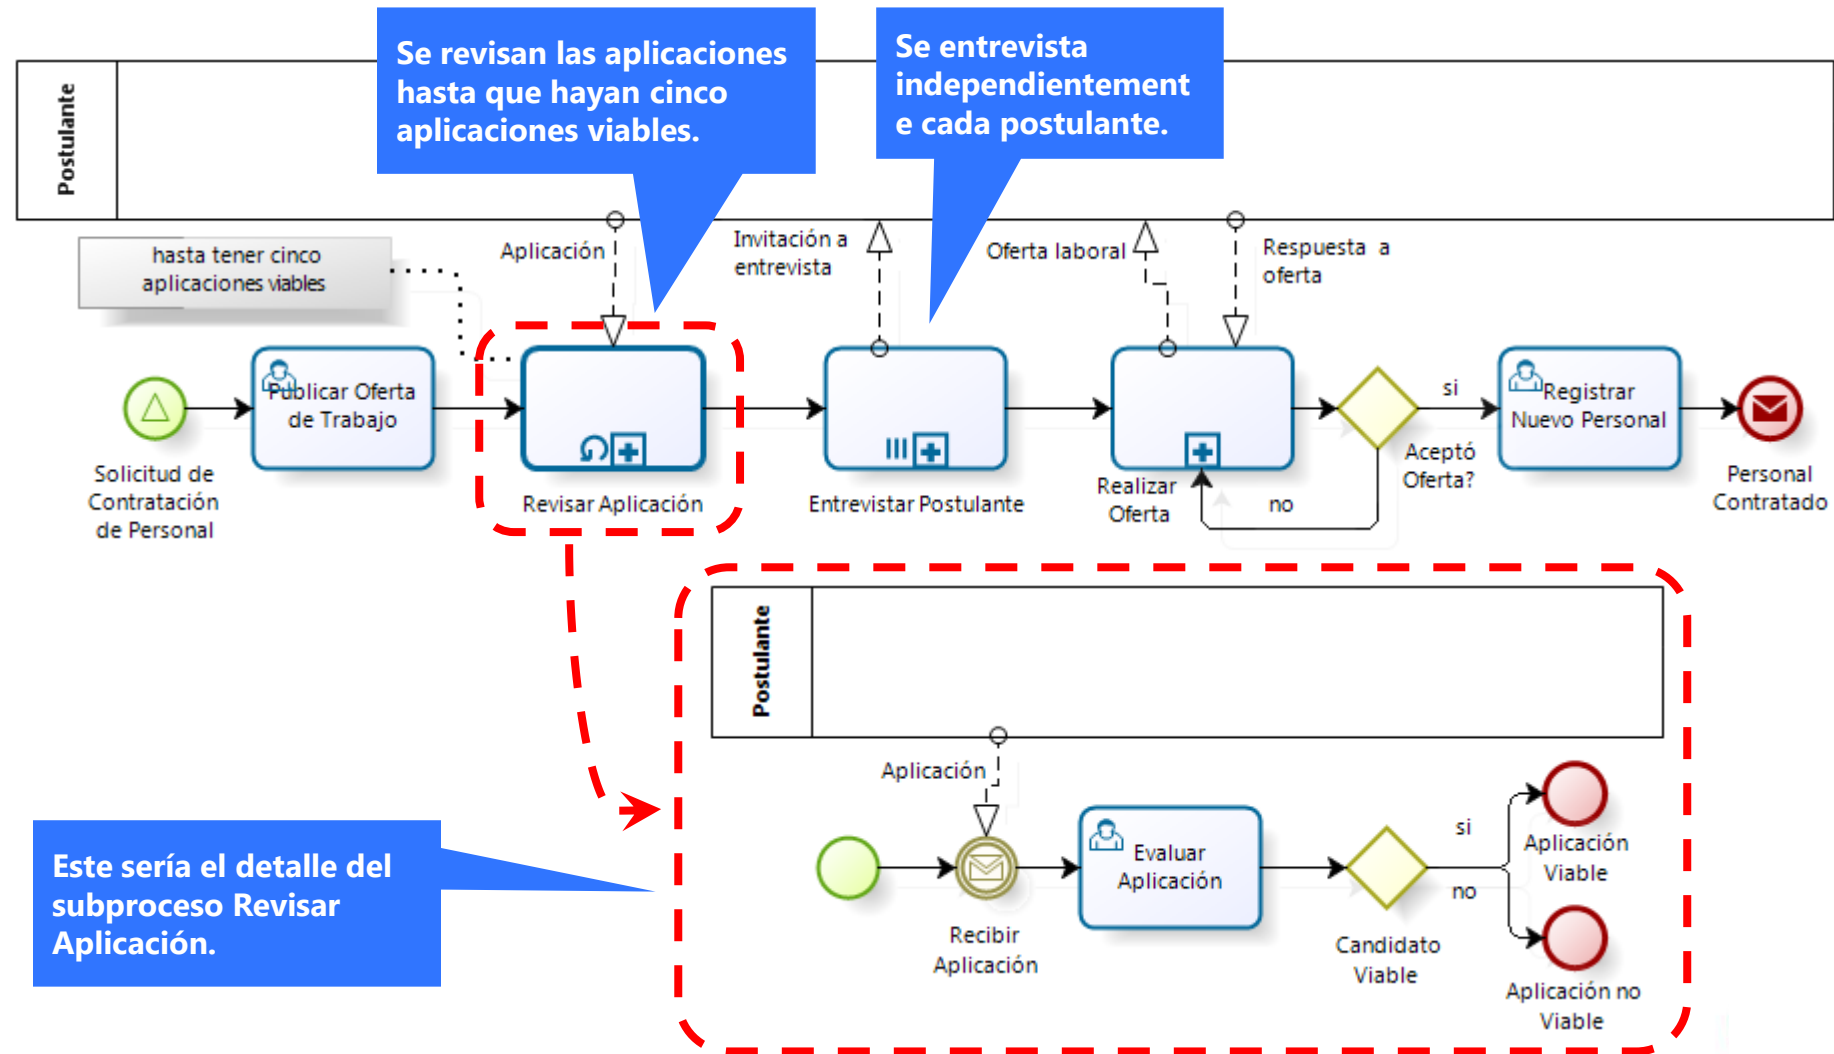 Se revisan las aplicaciones
hasta que hayan cinco
aplicaciones viables.
Se entrevista
independientement
e cada postulante.
Postulante
hasta tener cinco
aplicaciones viables
Aplicación
Invitación a
entrevista
Oferta laboral
Respuesta a
oferta
Publicar Oferta
de Trabajo
Solicitud de
Contratación
de Personal
Revisar Aplicación
Entrevistar Postulante
Realizar
Oferta
no
si
Aceptó
Oferta?
Registrar
Nuevo Personal
Personal
Contratado
Postulante
Aplicación
Recibir
Aplicación
Evaluar
Aplicación
Candidato
Viable
si
no
Aplicación
Viable
Aplicación no
Viable
Este sería el detalle del
subproceso Revisar
Aplicación.